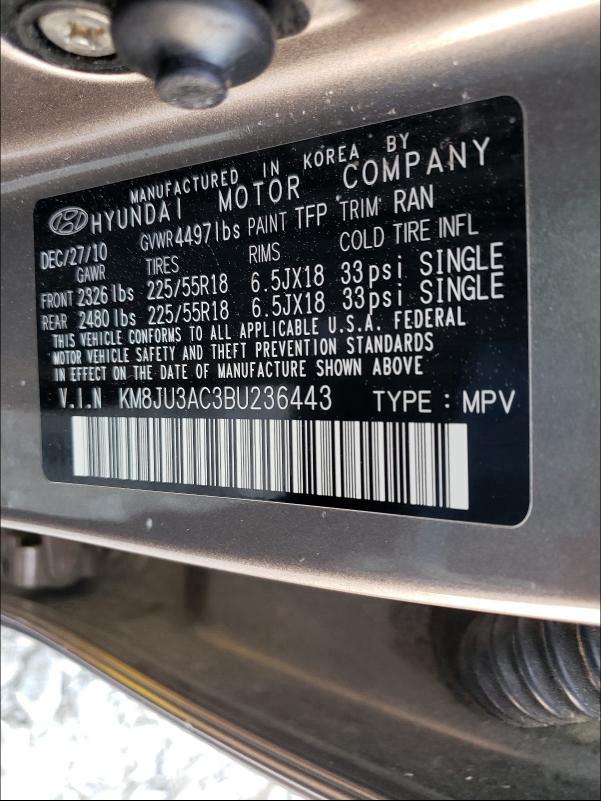 MANUFACTURED IN KOREA BY
HYUNDAI MOTOR COMPANY
DEC/27/10 GVWR 4497lbs PAINT TFP TRIM RAN
GAWR TIRES RIMS COLD TIRE INFL
FRONT 2326lbs 225/55R18 6.5JX18 33psi SINGLE
REAR 2480lbs 225/55R18 6.5JX18 33psi SINGLE
THIS VEHICLE CONFORMS TO ALL APPLICABLE U.S.A. FEDERAL
MOTOR VEHICLE SAFETY AND THEFT PREVENTION STANDARDS
IN EFFECT ON THE DATE OF MANUFACTURE SHOWN ABOVE
V.I.N KM8JU3AC3BU236443 TYPE : MPV